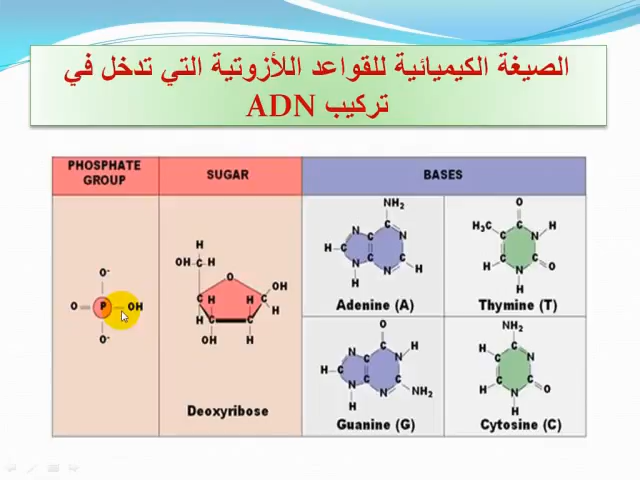 الصيغة الكيميائية للقواعد اللأزوتية التي تدخل في
تركيب ADN
PHOSPHATE
GROUP
SUGAR
BASES
O-
O
P
OH
O-
H
OH
C
H
O
OH
C
H
H
C
H
C
C
H
OH
H
Deoxyribose
NH2
C
N
C
N
H
C
C
C
N
N
H
H
Adenine (A)
O
H3C
C
H
C
N
C
C
H
N
O
H
Thymine (T)
O
C
H
N
C
N
H
C
C
C
N
N
NH2
H
Guanine (G)
NH2
H
C
C
N
C
C
H
N
O
H
Cytosine (C)